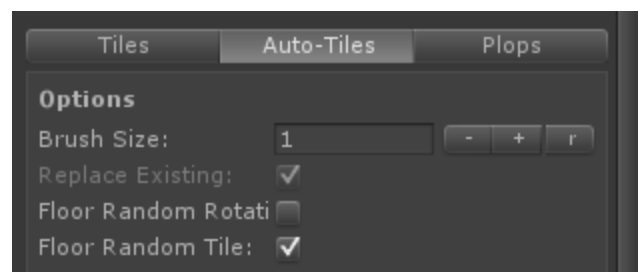 Tiles Auto-Tiles Plops
Options
Brush Size: 1 - + r
Replace Existing:
Floor Random Rotati
Floor Random Tile: